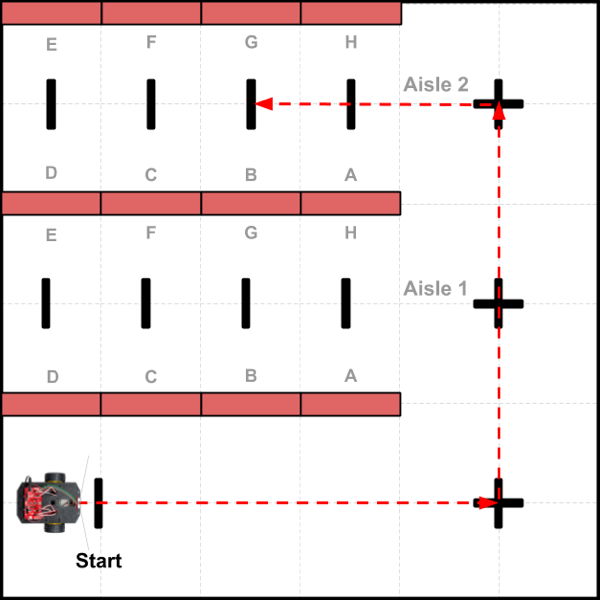 E F G H
Aisle 2
D C B A
E F G H
Aisle 1
D C B A
Start